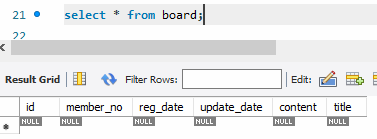 21 select * from board;
22
Result Grid Filter Rows: Edit:
id member_no reg_date update_date content title
NULL NULL NULL NULL NULL NULL